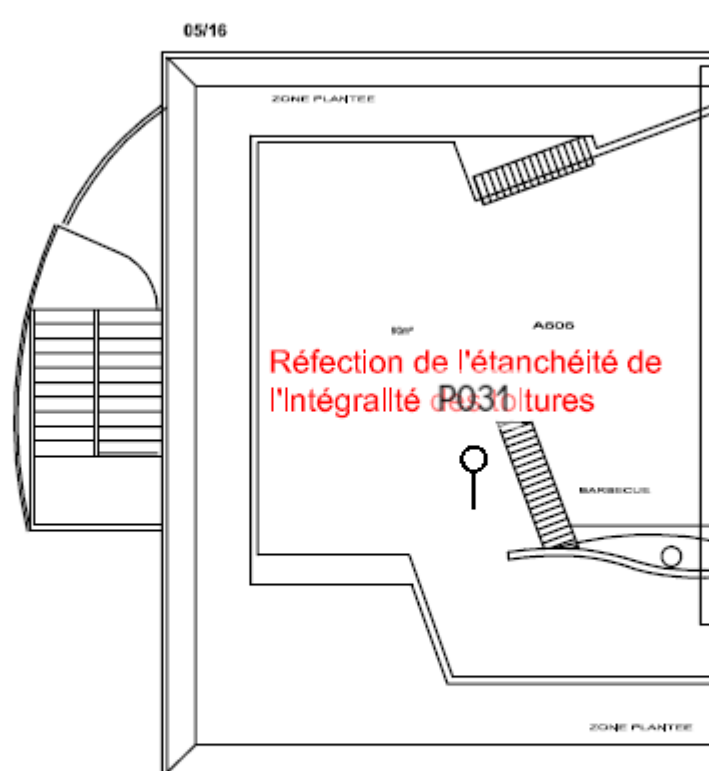 05/16
ZONE PLANTEE
A606
Réfection de l'étanchéité de
l'Intégralité des toitures
P031
BARBECUE
ZONE PLANTEE